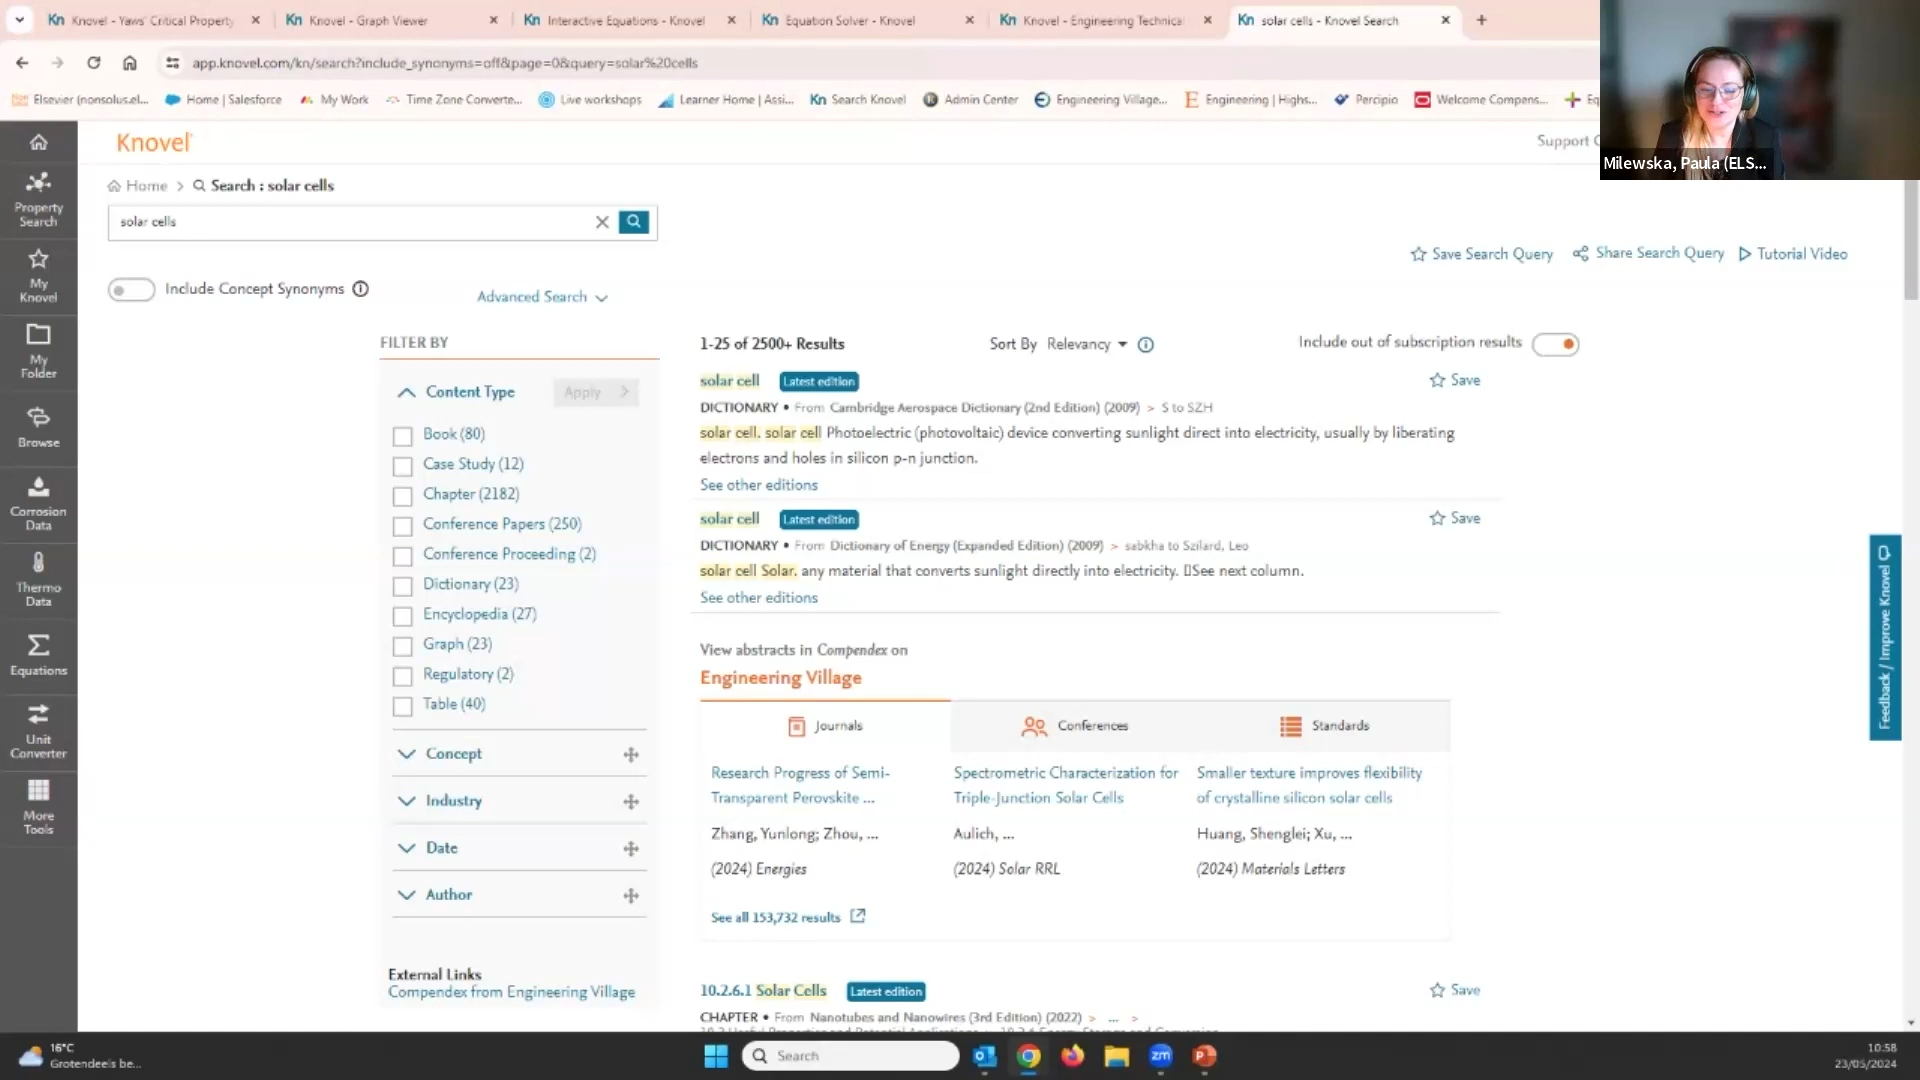 Knovel - Yaws' Critical Property
Knovel - Graph Viewer
Interactive Equations - Knovel
Equation Solver - Knovel
Knovel - Engineering Technical
solar cells - Knovel Search
app.knovel.com/kn/search?include_synonyms=off&page=0&query=solar%20cells
Elsevier (nonsolus.el...
Home | Salesforce
My Work
Time Zone Converte...
Live workshops
Learner Home | Assi...
Kn Search Knovel
Admin Center
Engineering Village...
Engineering | Highs...
Percipio
Welcome Compens...
Milewska, Paula (ELS...
Knovel
Support
Home > Search : solar cells
solar cells
Save Search Query
Share Search Query
Tutorial Video
Include Concept Synonyms
Advanced Search
Property
Search
My
Knovel
My
Folder
Browse
Corrosion
Data
Thermo
Data
Equations
Unit
Converter
More
Tools
FILTER BY
Content Type
Apply
Book (80)
Case Study (12)
Chapter (2182)
Conference Papers (250)
Conference Proceeding (2)
Dictionary (23)
Encyclopedia (27)
Graph (23)
Regulatory (2)
Table (40)
Concept
Industry
Date
Author
External Links
Compendex from Engineering Village
1-25 of 2500+ Results
Sort By Relevancy
Include out of subscription results
solar cell Latest edition
Save
DICTIONARY • From Cambridge Aerospace Dictionary (2nd Edition) (2009) > S to SZH
solar cell. solar cell Photoelectric (photovoltaic) device converting sunlight direct into electricity, usually by liberating
electrons and holes in silicon p-n junction.
See other editions
solar cell Latest edition
Save
DICTIONARY • From Dictionary of Energy (Expanded Edition) (2009) > sabkha to Szilard, Leo
solar cell Solar. any material that converts sunlight directly into electricity. ▯See next column.
See other editions
View abstracts in Compendex on
Engineering Village
Journals
Conferences
Standards
Research Progress of Semi-
Transparent Perovskite ...
Zhang, Yunlong; Zhou, ...
(2024) Energies
Spectrometric Characterization for
Triple-Junction Solar Cells
Aulich, ...
(2024) Solar RRL
Smaller texture improves flexibility
of crystalline silicon solar cells
Huang, Shenglei; Xu, ...
(2024) Materials Letters
See all 153,732 results
10.2.6.1 Solar Cells Latest edition
Save
CHAPTER • From Nanotubes and Nanowires (3rd Edition) (2022) > ... >
Feedback / Improve Knovel
16°C
Grotendeels be...
Search
10:58
23/05/2024